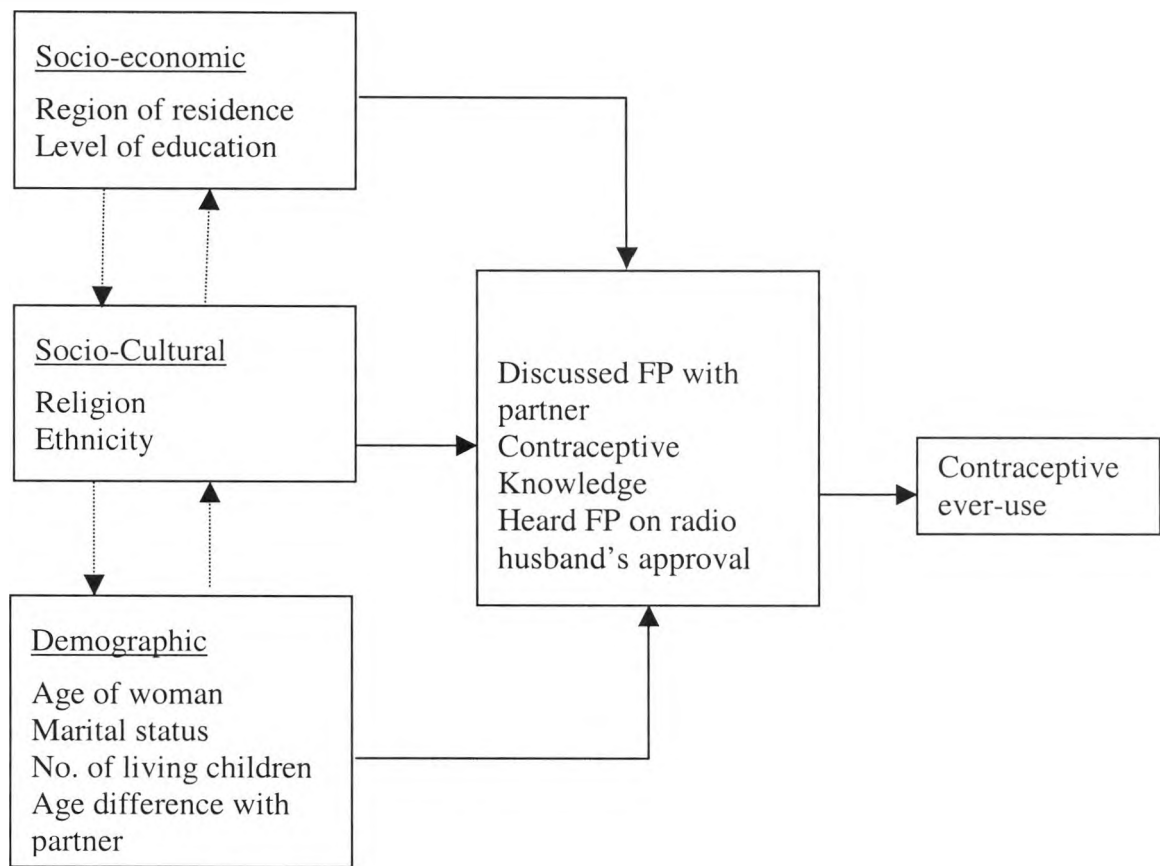 Socio-economic
Region of residence
Level of education
Socio-Cultural
Religion
Ethnicity
Demographic
Age of woman
Marital status
No. of living children
Age difference with
partner
Discussed FP with
partner
Contraceptive
Knowledge
Heard FP on radio
husband's approval
Contraceptive
ever-use